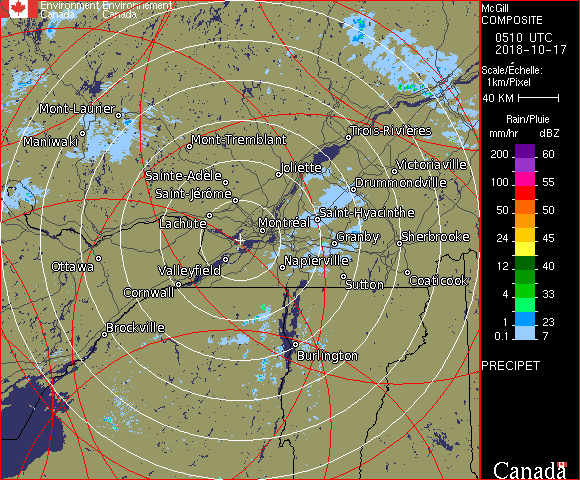 Environment Environnement
Canada Canada
McGill
COMPOSITE
0510 UTC
2018-10-17
Scale/Échelle:
1km/Pixel
40 KM
Rain/Pluie
mm/hr dBZ
200 60
100 55
50 50
24 45
12 40
4 33
1 23
0.1 7
PRECIPET
Canada
Mont-Laurier
Maniwaki
Mont-Tremblant
Trois-Rivières
Joliette
Victoriaville
Sainte-Adèle
Drummondville
Saint-Jérôme
Saint-Hyacinthe
Lachute
Montréal
Granby
Sherbrooke
Ottawa
Valleyfield
Napierville
Cornwall
Sutton
Coaticook
Brockville
Burlington